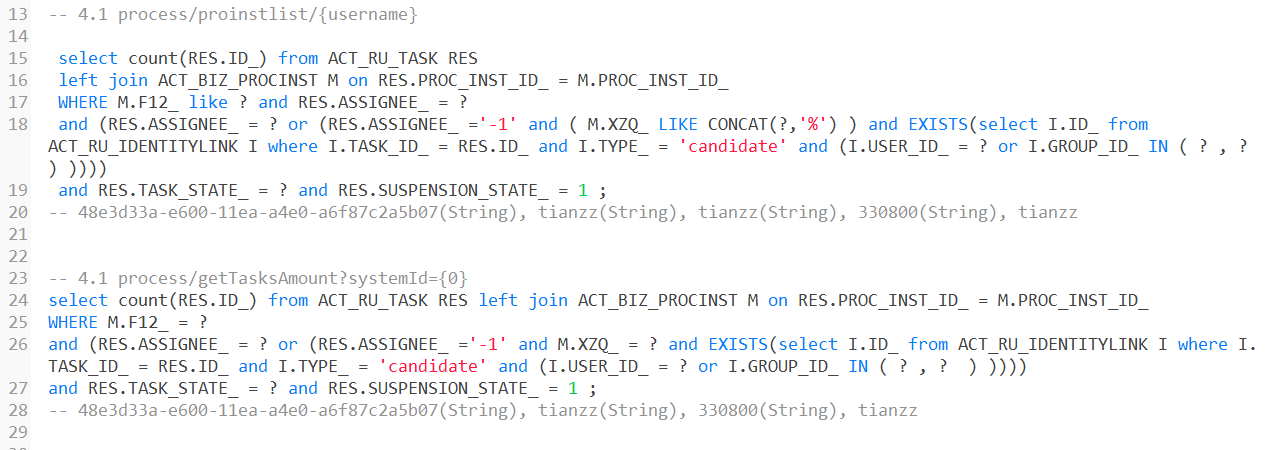 13 -- 4.1 process/proinstlist/{username}
14
15 select count(RES.ID_) from ACT_RU_TASK RES
16 left join ACT_BIZ_PROCINST M on RES.PROC_INST_ID_ = M.PROC_INST_ID_
17 WHERE M.F12_ like ? and RES.ASSIGNEE_ = ?
18 and (RES.ASSIGNEE_ = ? or (RES.ASSIGNEE_ ='-1' and ( M.XZQ_ LIKE CONCAT(?,'%') ) and EXISTS(select I.ID_ from
ACT_RU_IDENTITYLINK I where I.TASK_ID_ = RES.ID_ and I.TYPE_ = 'candidate' and (I.USER_ID_ = ? or I.GROUP_ID_ IN ( ? , ?
) ))))
19 and RES.TASK_STATE_ = ? and RES.SUSPENSION_STATE_ = 1 ;
20 -- 48e3d33a-e600-11ea-a4e0-a6f87c2a5b07(String), tianzz(String), tianzz(String), 330800(String), tianzz
21
22
23 -- 4.1 process/getTasksAmount?systemId={0}
24 select count(RES.ID_) from ACT_RU_TASK RES left join ACT_BIZ_PROCINST M on RES.PROC_INST_ID_ = M.PROC_INST_ID_
25 WHERE M.F12_ = ?
26 and (RES.ASSIGNEE_ = ? or (RES.ASSIGNEE_ ='-1' and M.XZQ_ = ? and EXISTS(select I.ID_ from ACT_RU_IDENTITYLINK I where I.
TASK_ID_ = RES.ID_ and I.TYPE_ = 'candidate' and (I.USER_ID_ = ? or I.GROUP_ID_ IN ( ? , ?  ) ))))
27 and RES.TASK_STATE_ = ? and RES.SUSPENSION_STATE_ = 1 ;
28 -- 48e3d33a-e600-11ea-a4e0-a6f87c2a5b07(String), tianzz(String), 330800(String), tianzz
29